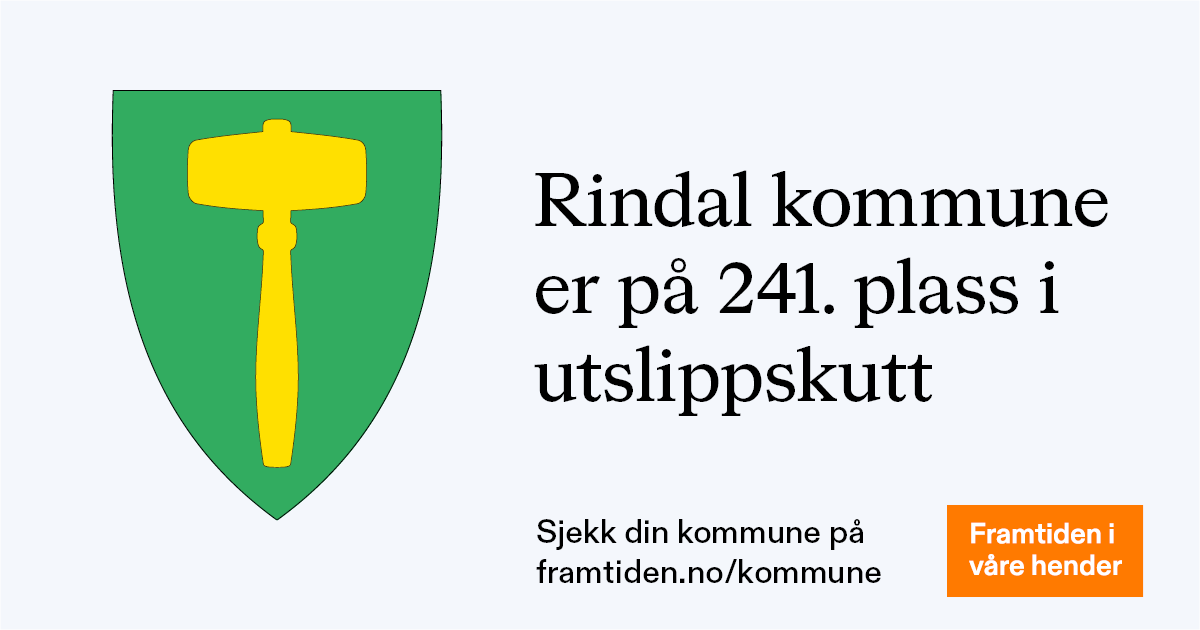 Rindal kommune
er på 241. plass i
utslippskutt
Sjekk din kommune på
framtiden.no/kommune
Framtiden i
våre hender